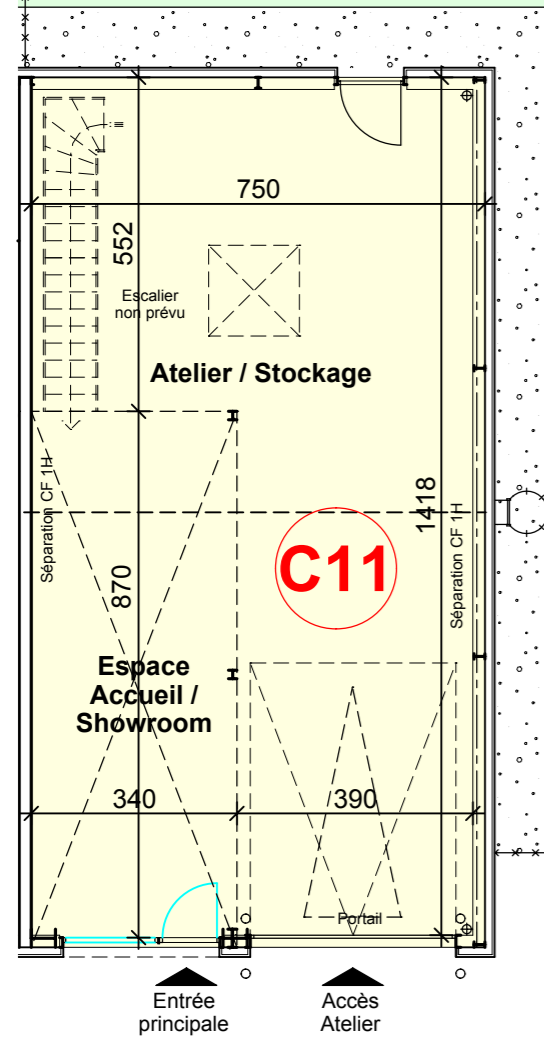 750
552
Escalier
non prévu
Atelier / Stockage
Séparation CF 1H
1418
Séparation CF 1H
C11
870
Espace
Accueil /
Showroom
340
390
Portail
Entrée
principale
Accès
Atelier